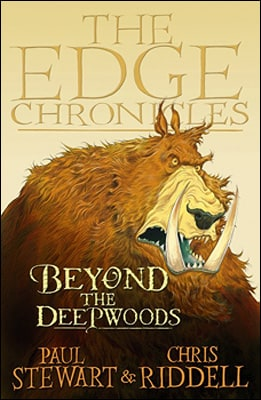 THE
EDGE
CHRONICLES
BEYOND
THE
DEEPWOODS
PAUL CHRIS
STEWART & RIDDELL